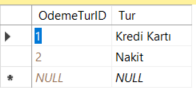 OdemeTurID Tur
1 Kredi Kartı
2 Nakit
NULL NULL